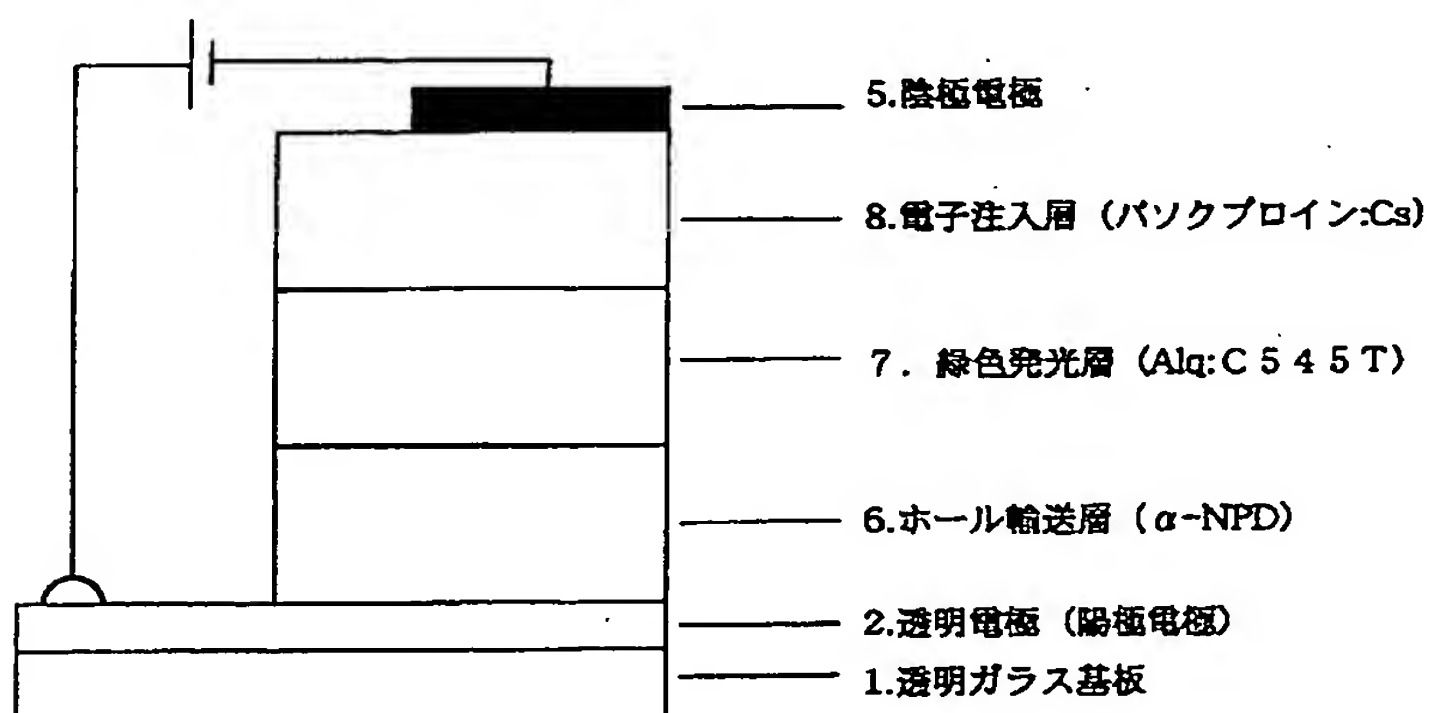 5.陰極電極
8.電子注入層 (バソクプロイン:Cs)
7. 緑色発光層 (Alq:C545T)
6.ホール輸送層 (α-NPD)
2.透明電極 (陽極電極)
1.透明ガラス基板